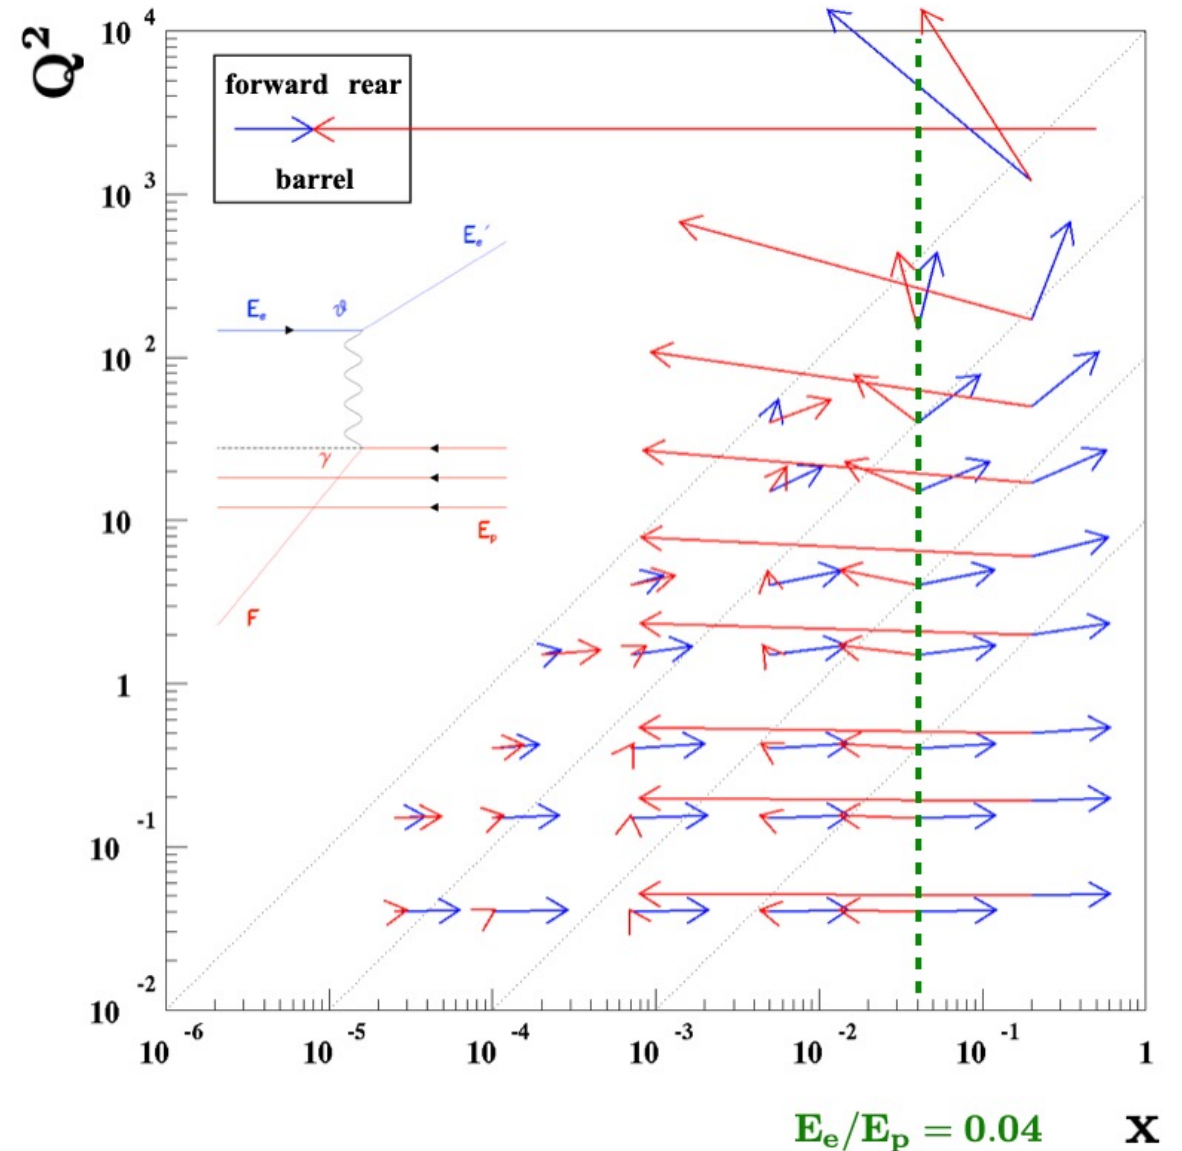 Q²
10 4
forward rear
barrel
10 3
Eₑ′
Eₑ ϑ
10 2
γ
10
Eₚ
F
1
10 -1
10 -2
10 -6 10 -5 10 -4 10 -3 10 -2 10 -1 1
Eₑ/Eₚ = 0.04 x